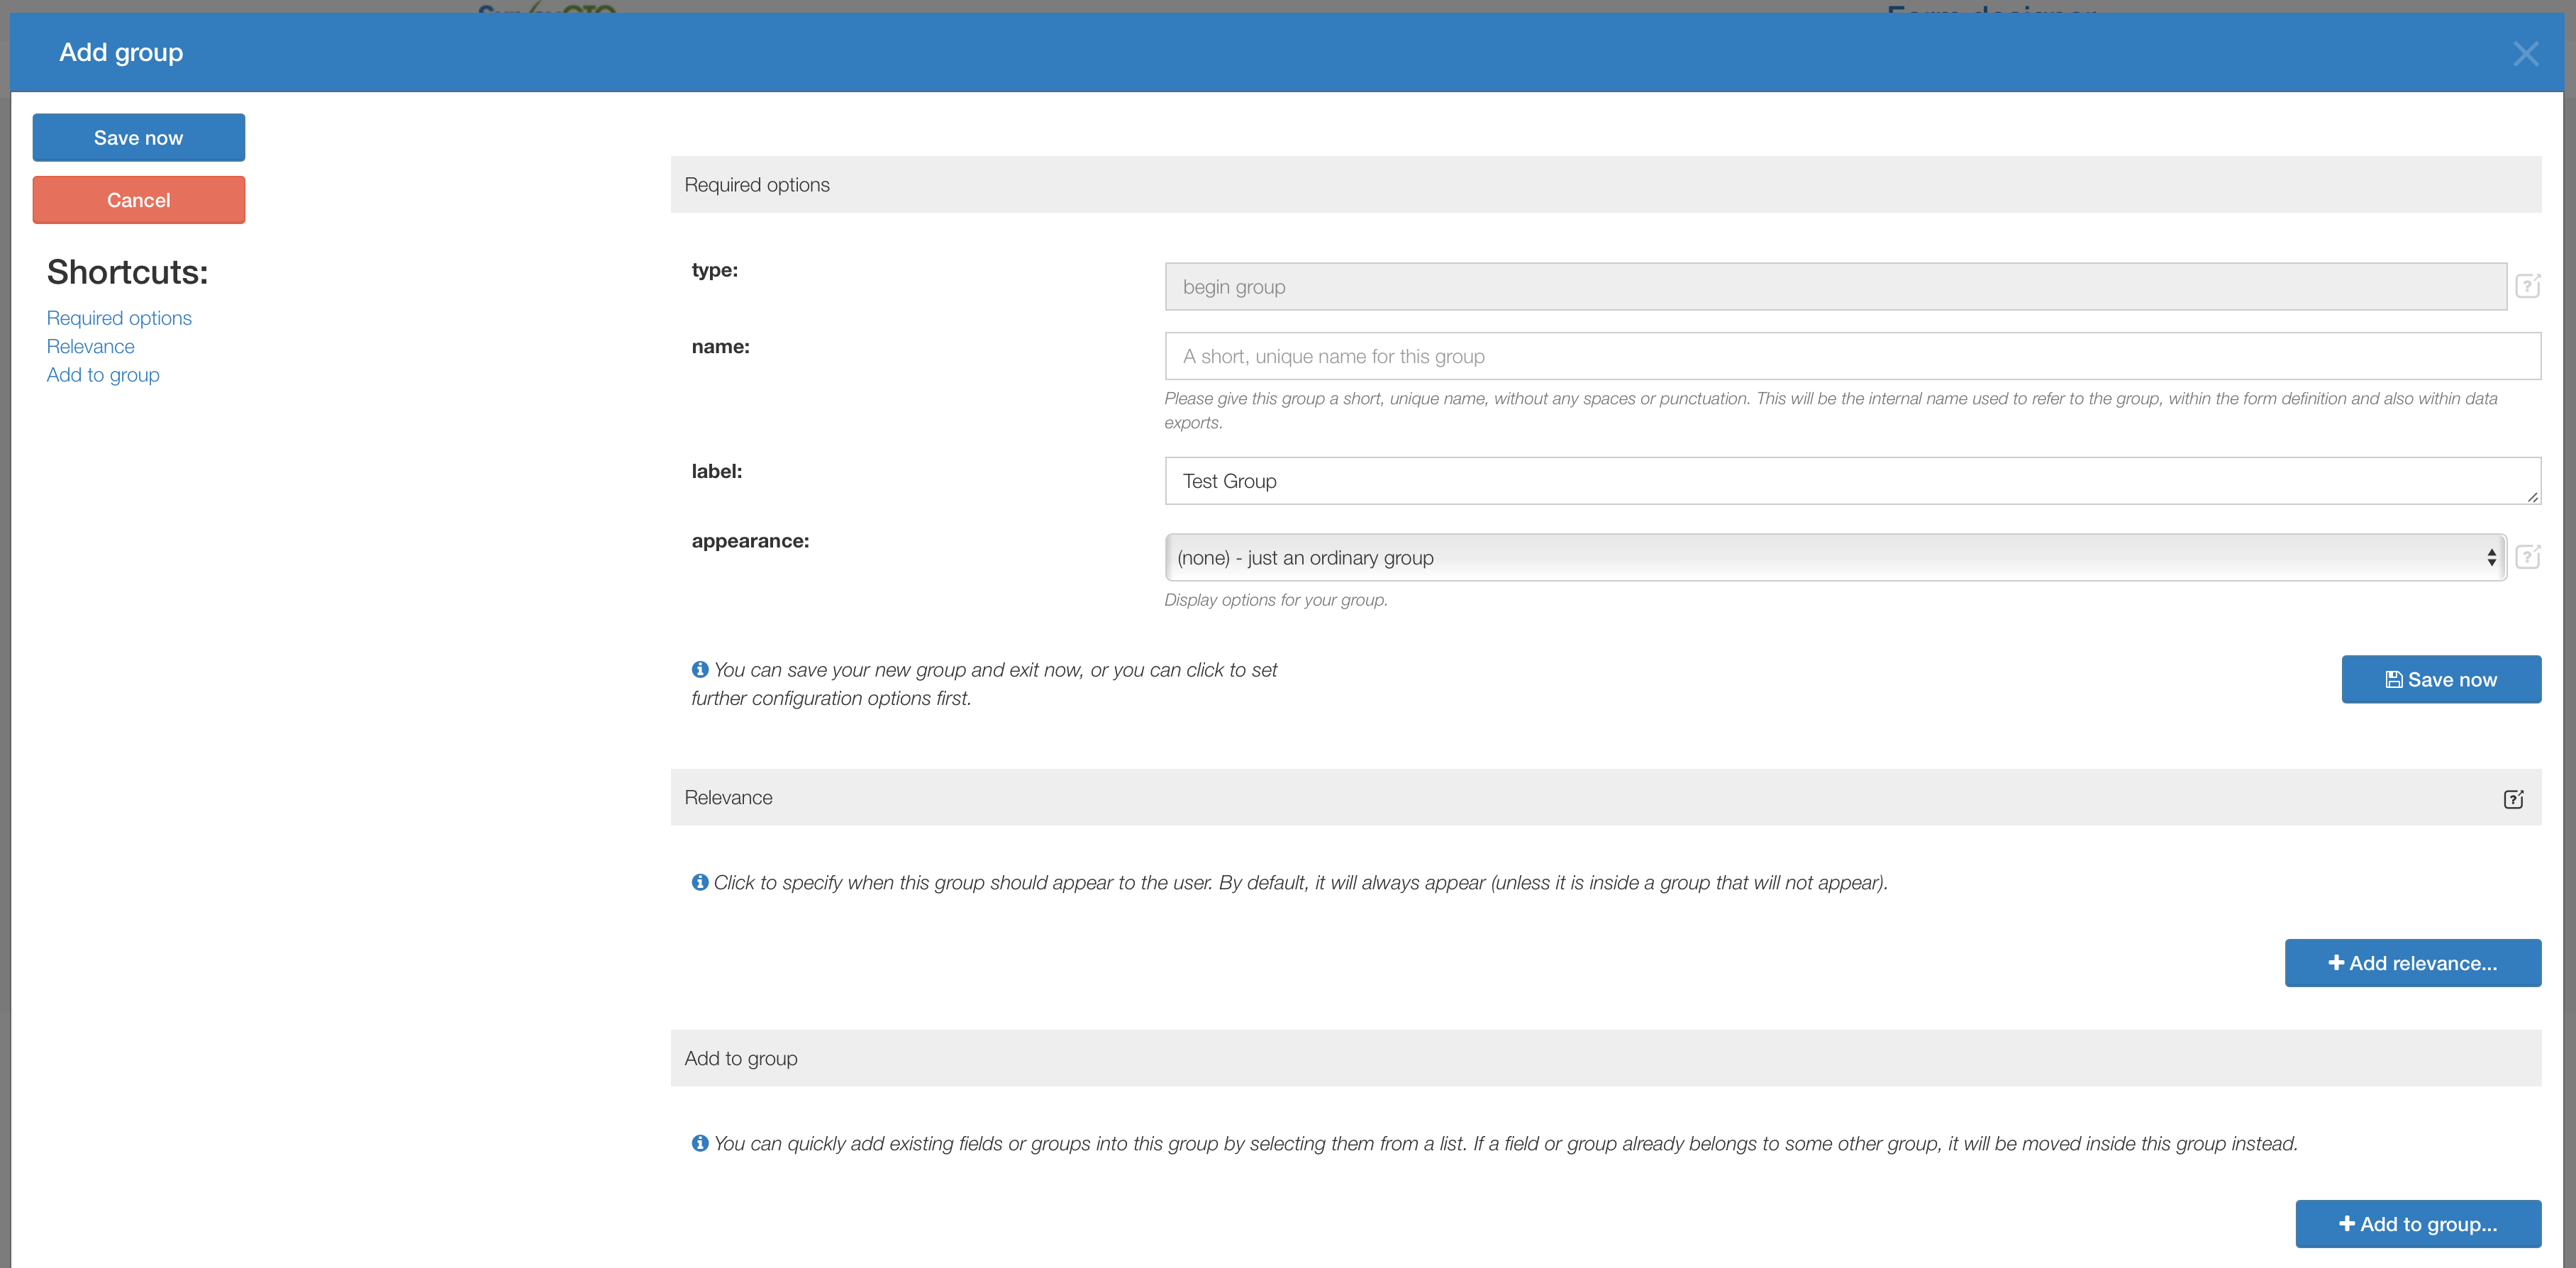 Add group
Save now
Cancel
Shortcuts:
Required options
Relevance
Add to group
Required options
type:
begin group
name:
A short, unique name for this group
Please give this group a short, unique name, without any spaces or punctuation. This will be the internal name used to refer to the group, within the form definition and also within data
exports.
label:
Test Group
appearance:
(none) - just an ordinary group
Display options for your group.
You can save your new group and exit now, or you can click to set
further configuration options first.
Save now
Relevance
Click to specify when this group should appear to the user. By default, it will always appear (unless it is inside a group that will not appear).
Add relevance...
Add to group
You can quickly add existing fields or groups into this group by selecting them from a list. If a field or group already belongs to some other group, it will be moved inside this group instead.
Add to group...